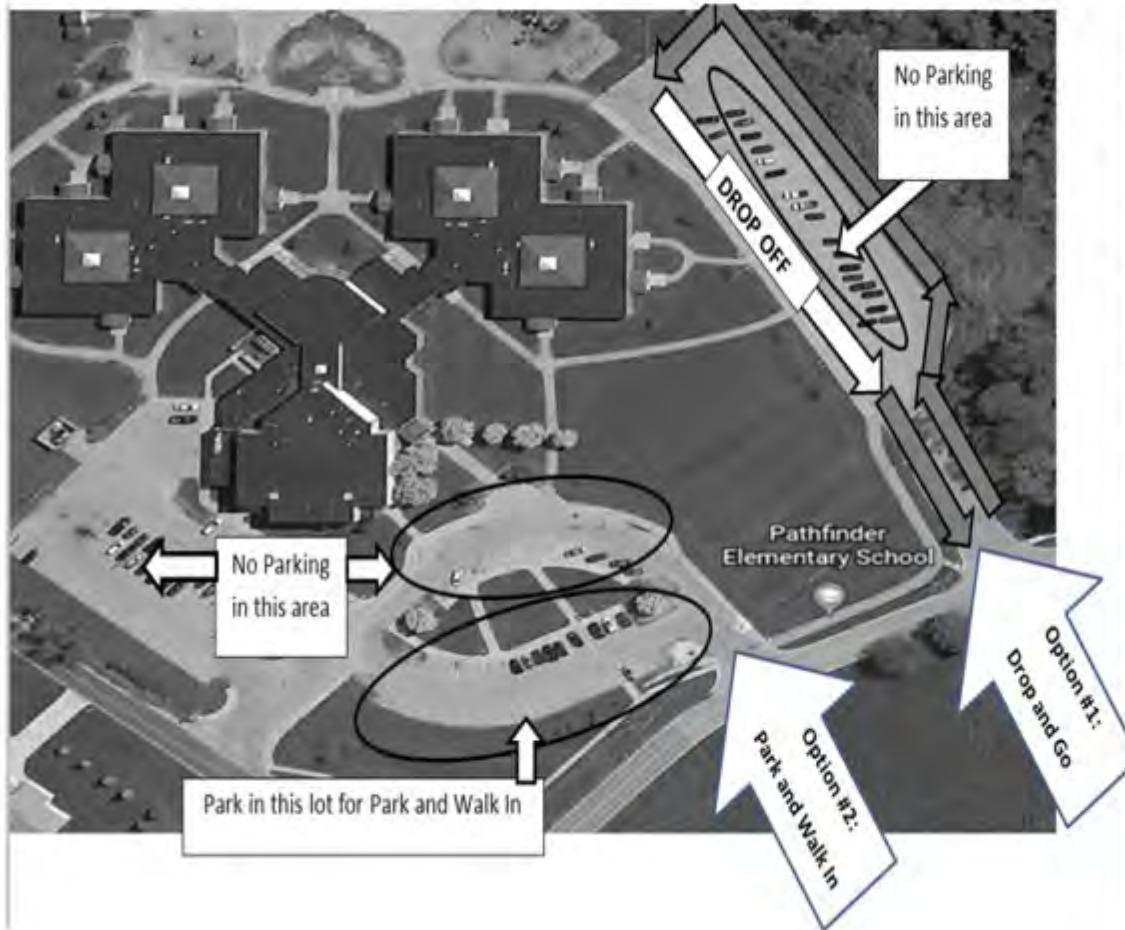 No Parking
in this area
DROP OFF
Pathfinder
Elementary School
No Parking
in this area
Option #1:
Drop and Go
Option #2:
Park and Walk In
Park in this lot for Park and Walk In